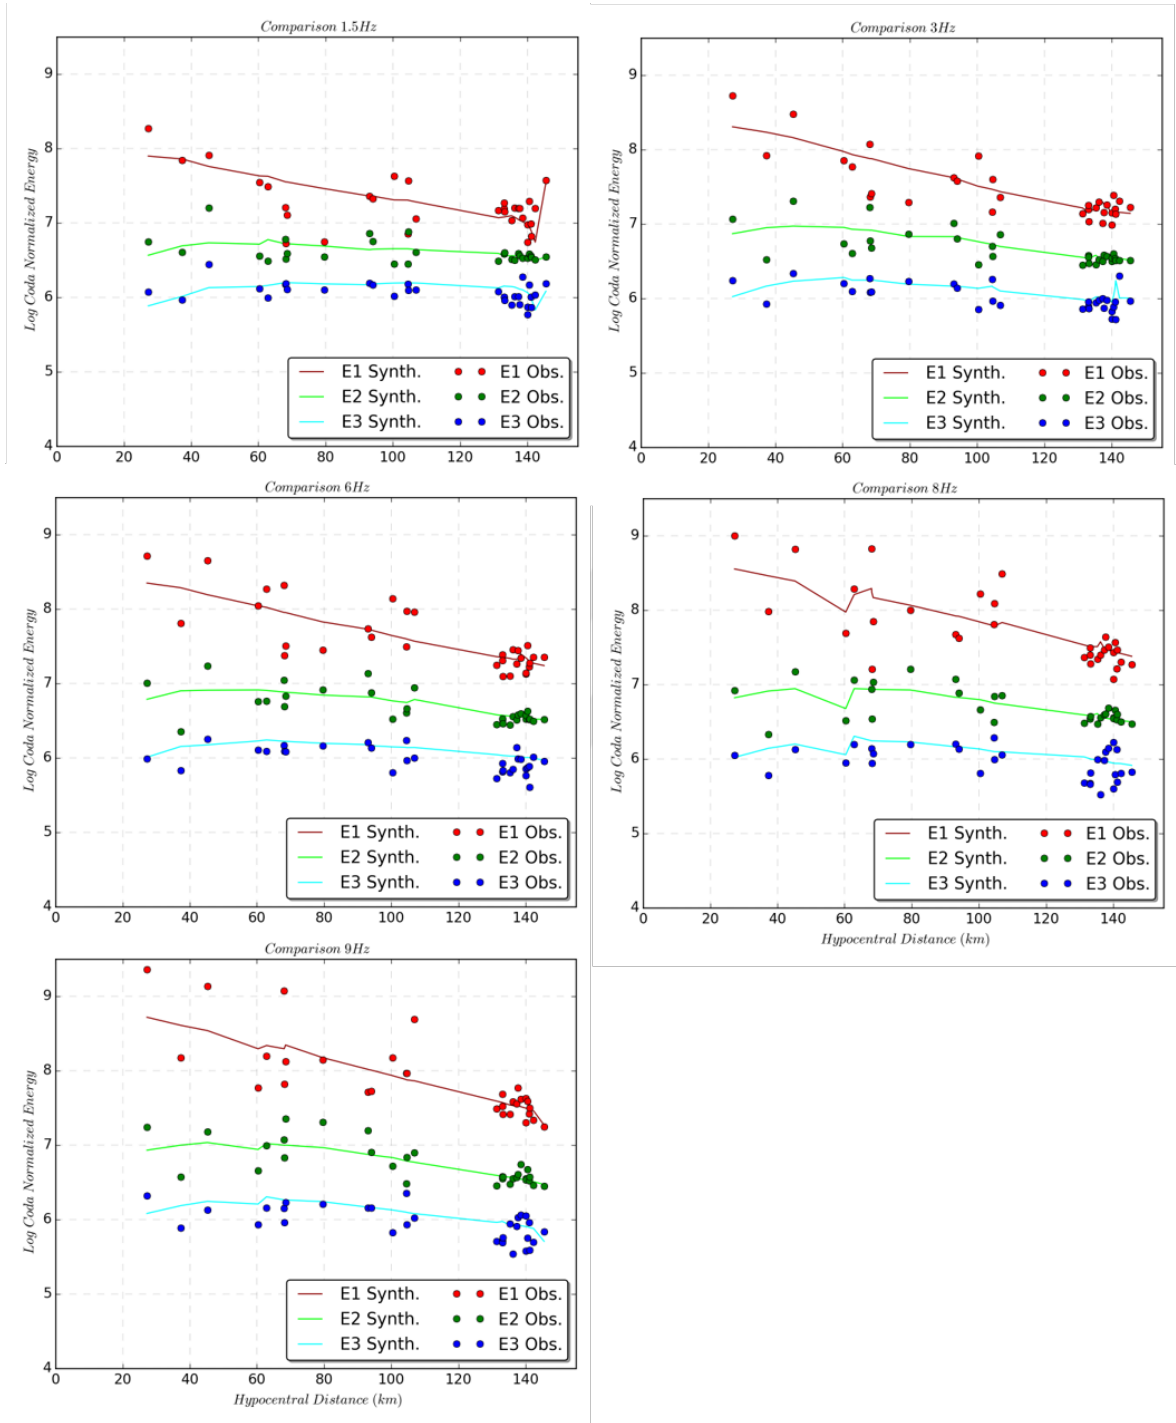 Comparison 1.5Hz
Log Coda Normalized Energy
9
8
7
6
5
4
0 20 40 60 80 100 120 140
E1 Synth. E1 Obs.
E2 Synth. E2 Obs.
E3 Synth. E3 Obs.
Comparison 3Hz
Log Coda Normalized Energy
9
8
7
6
5
4
0 20 40 60 80 100 120 140
E1 Synth. E1 Obs.
E2 Synth. E2 Obs.
E3 Synth. E3 Obs.
Comparison 6Hz
Log Coda Normalized Energy
9
8
7
6
5
4
0 20 40 60 80 100 120 140
E1 Synth. E1 Obs.
E2 Synth. E2 Obs.
E3 Synth. E3 Obs.
Comparison 8Hz
Log Coda Normalized Energy
9
8
7
6
5
4
0 20 40 60 80 100 120 140
Hypocentral Distance (km)
E1 Synth. E1 Obs.
E2 Synth. E2 Obs.
E3 Synth. E3 Obs.
Comparison 9Hz
Log Coda Normalized Energy
9
8
7
6
5
4
0 20 40 60 80 100 120 140
Hypocentral Distance (km)
E1 Synth. E1 Obs.
E2 Synth. E2 Obs.
E3 Synth. E3 Obs.